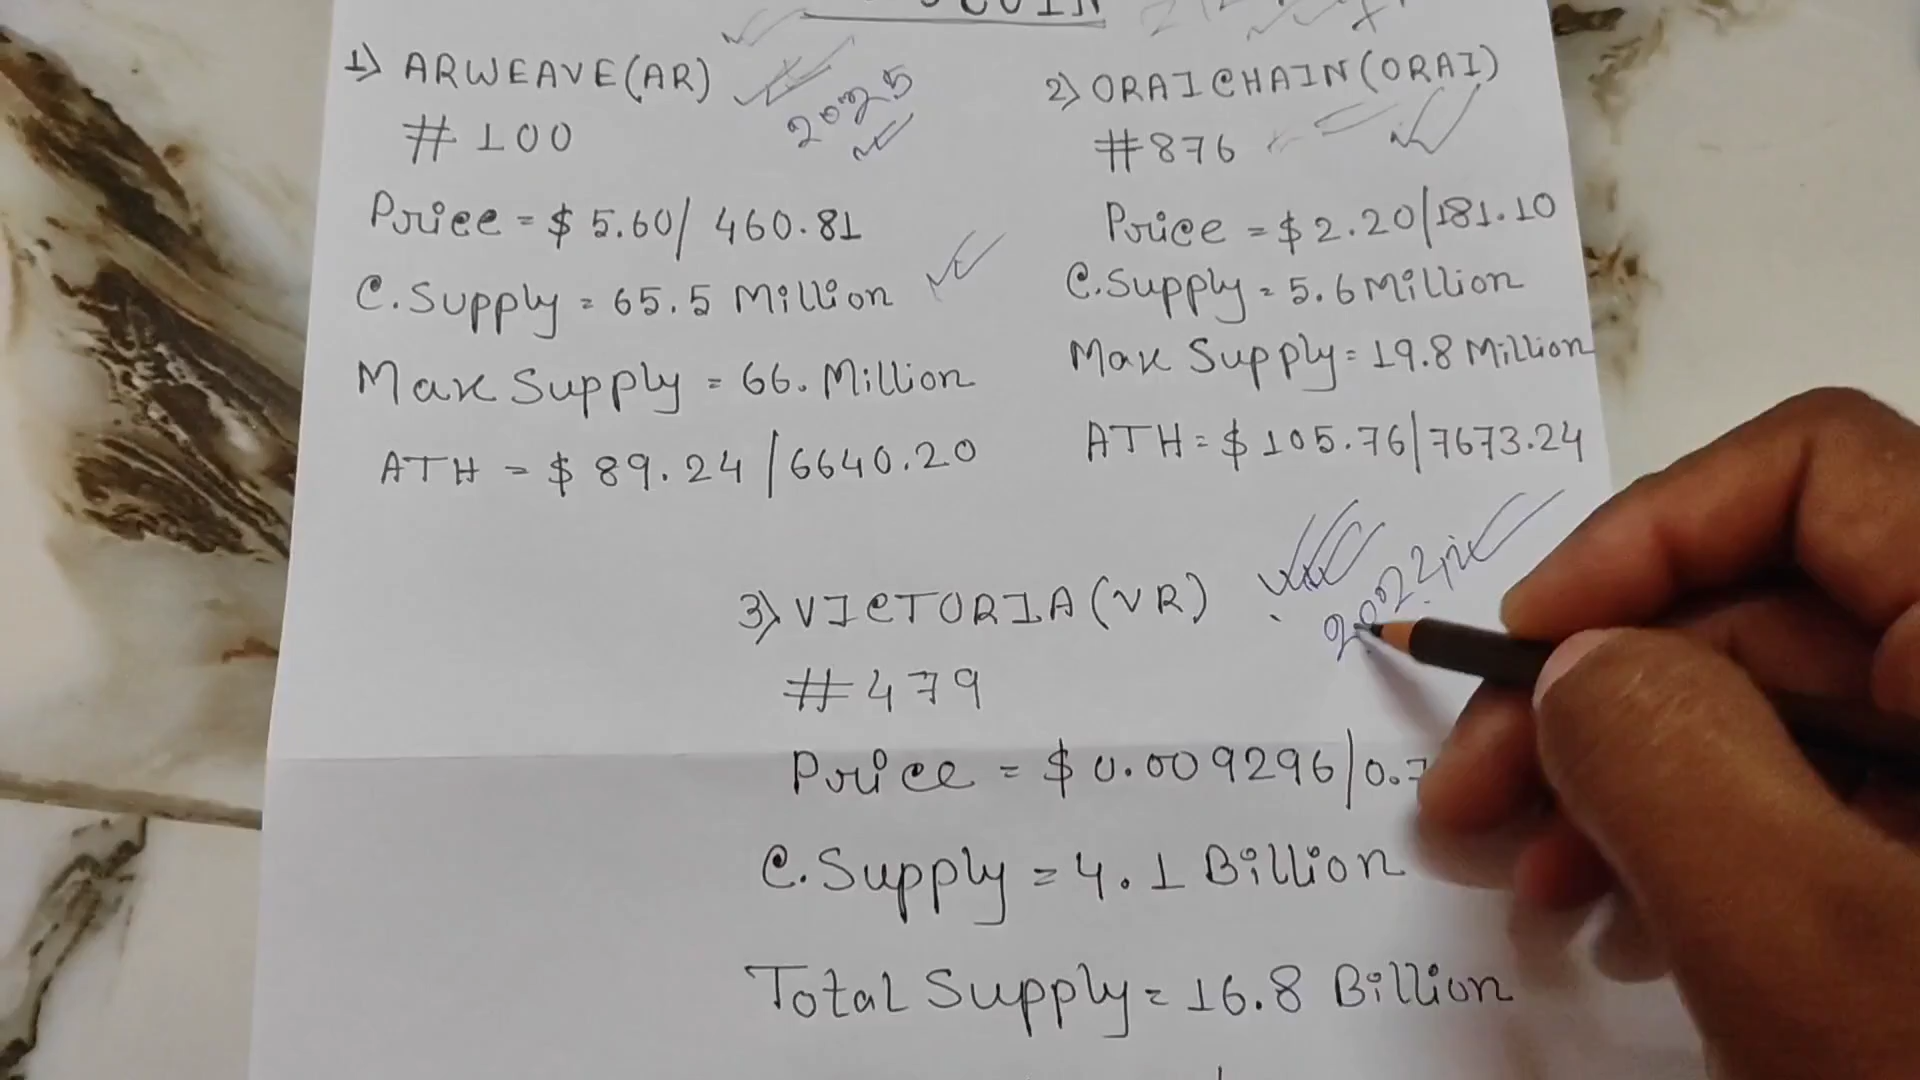 COIN
1) ARWEAVE(AR)
2025
#100
Price = $ 5.60/ 460.81
C.Supply = 65.5 Million
Max Supply = 66. Million
ATH = $ 89.24 / 6640.20
2) ORAICHAIN(ORAI)
#876
Price = $ 2.20/181.10
C.Supply = 5.6 Million
Max Supply = 19.8 Million
ATH = $ 105.76/7673.24
3) VICTORIA(VR)
#479
Price = $ 0.009296/0.7
C.Supply = 4.1 Billion
Total Supply = 16.8 Billion